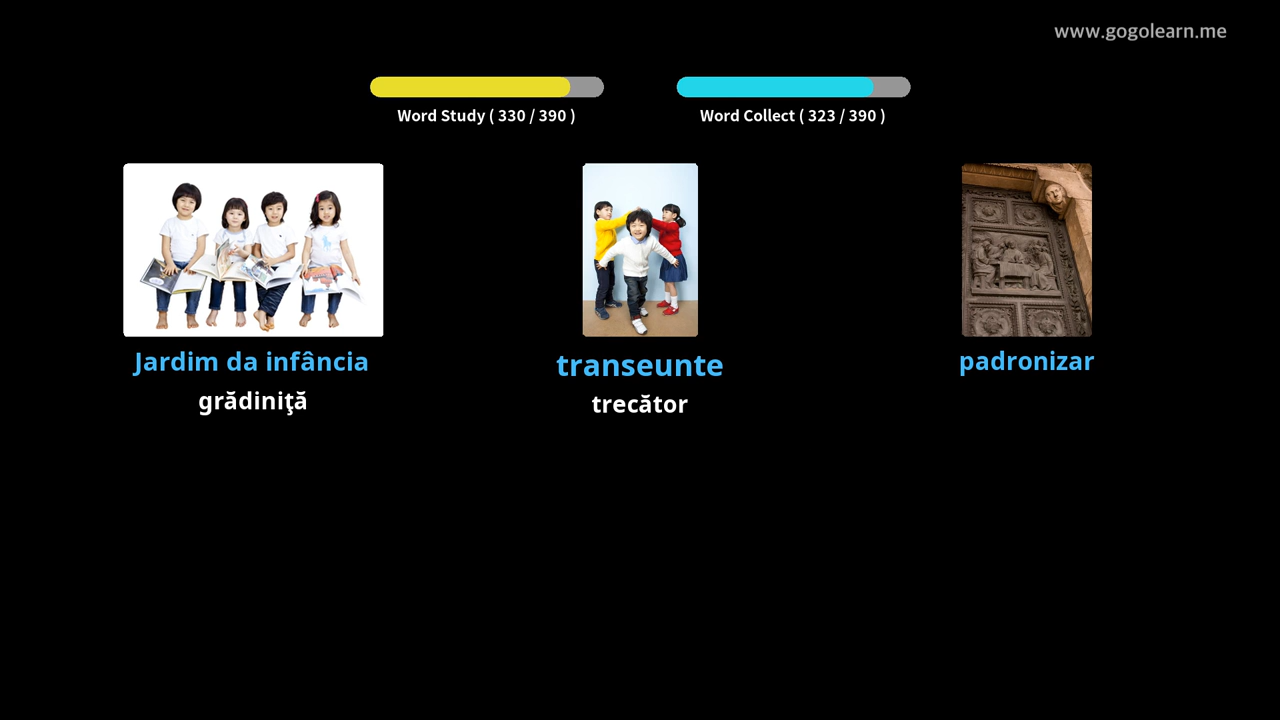 www.gogolearn.me
Word Study ( 330 / 390 )
Word Collect ( 323 / 390 )
Jardim da infância
grădiniţă
transeunte
trecător
padronizar